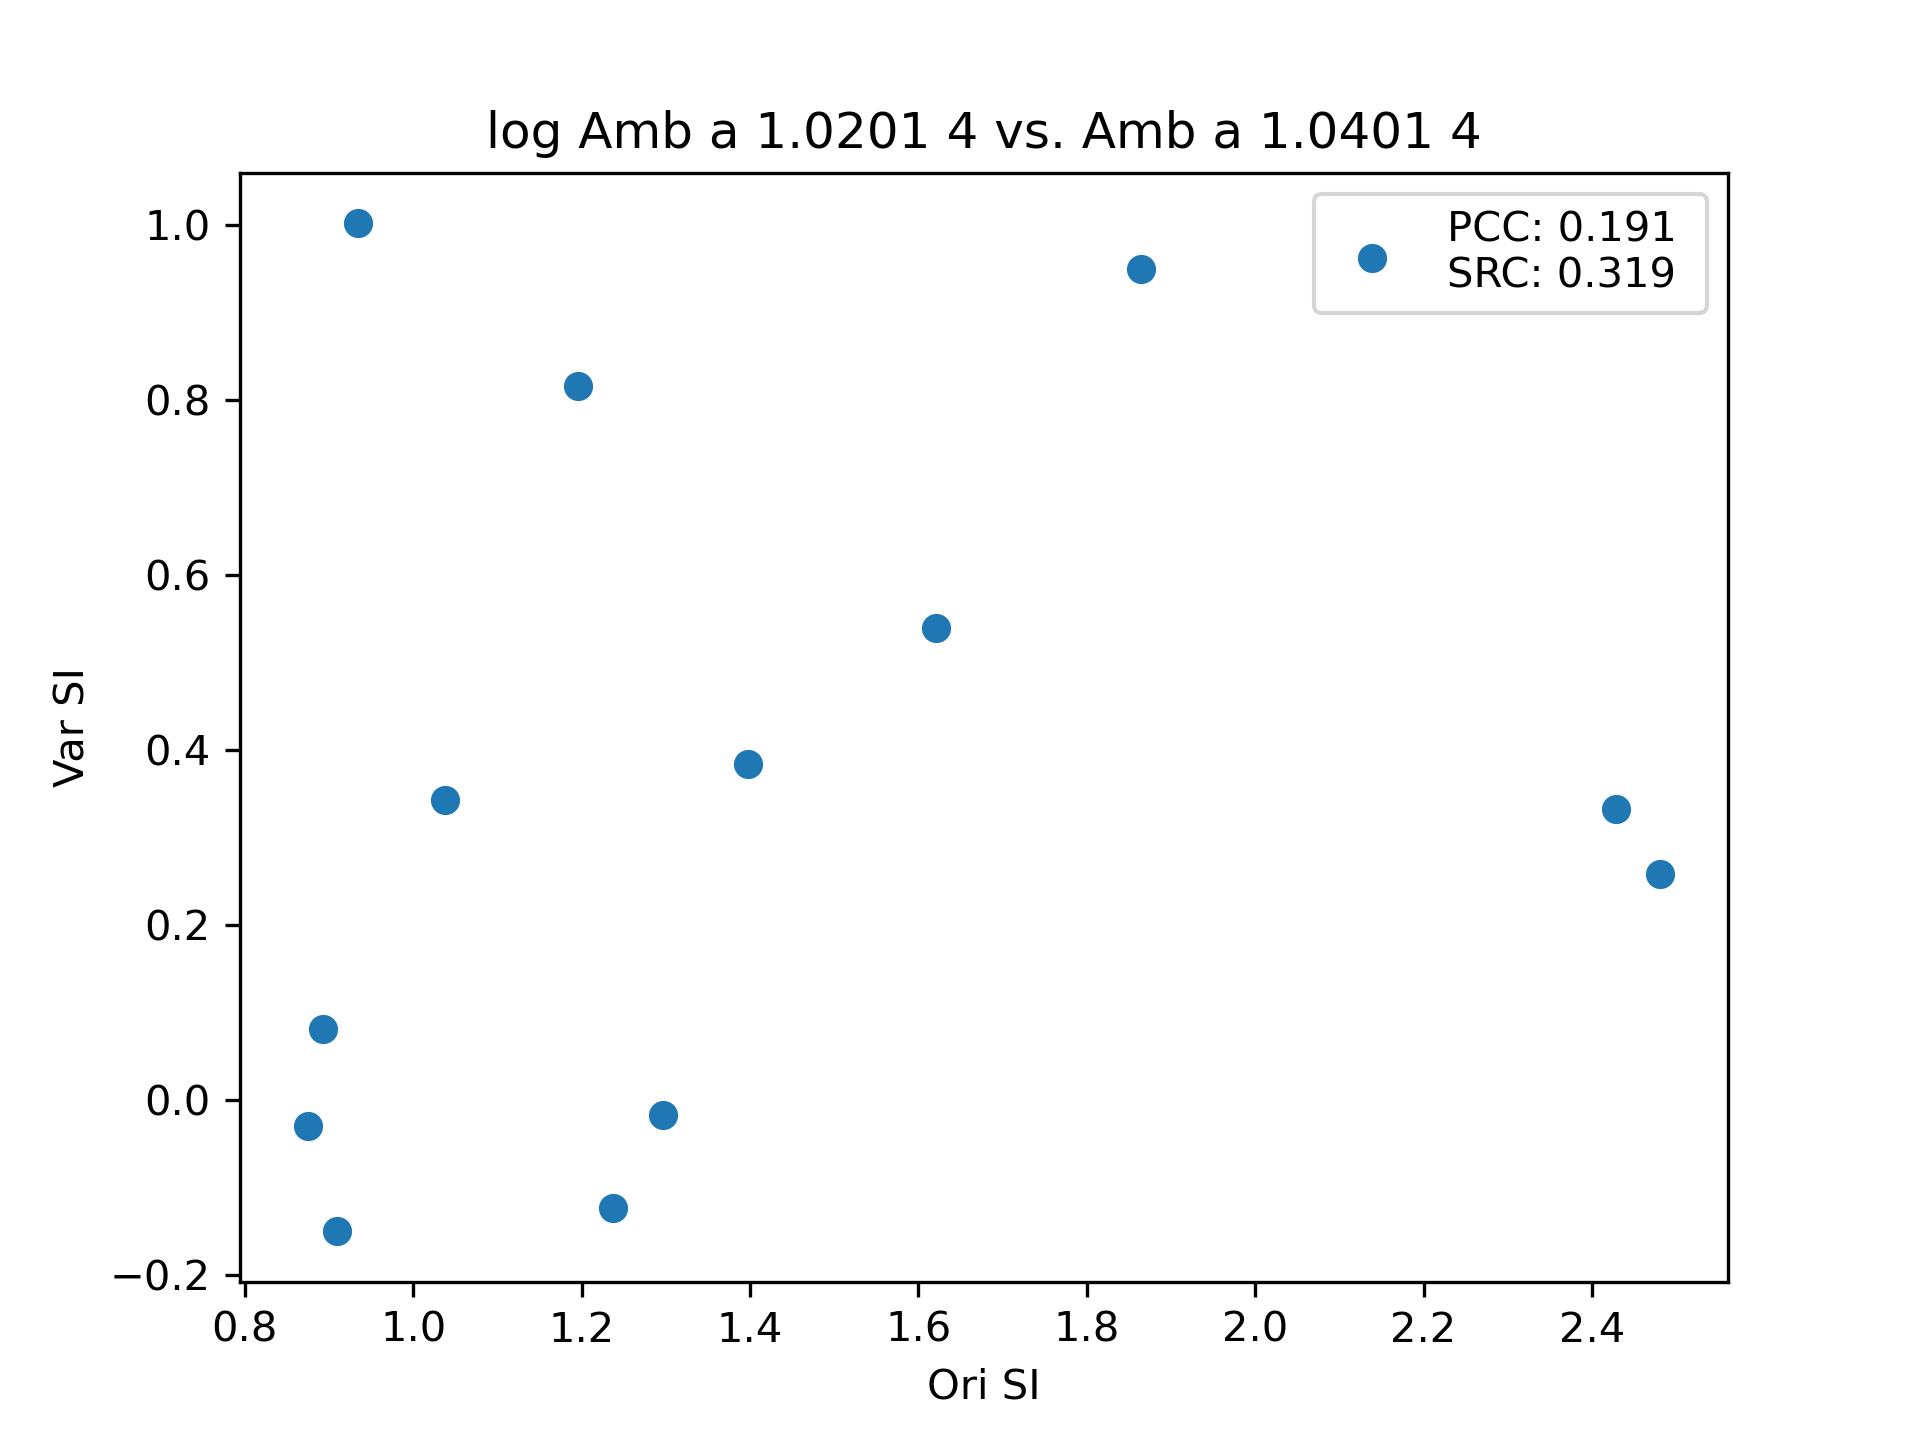 log Amb a 1.0201 4 vs. Amb a 1.0401 4
PCC: 0.191
SRC: 0.319
1.0
0.8
0.6
0.4
0.2
0.0
−0.2
Var SI
0.8 1.0 1.2 1.4 1.6 1.8 2.0 2.2 2.4
Ori SI